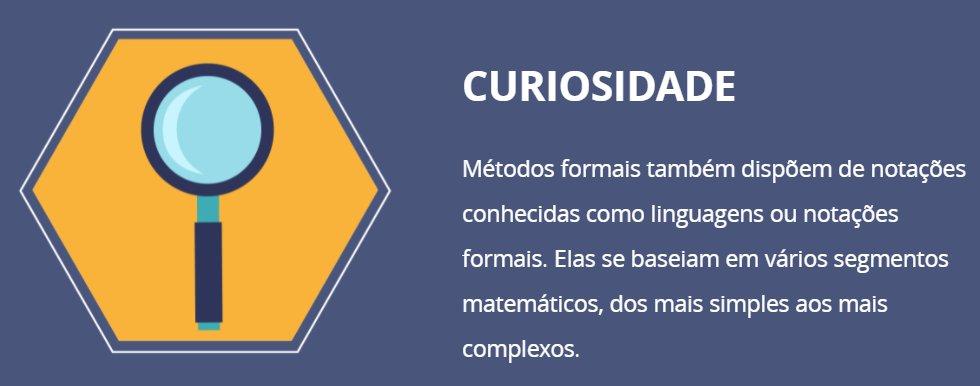 CURIOSIDADE
Métodos formais também dispõem de notações
conhecidas como linguagens ou notações
formais. Elas se baseiam em vários segmentos
matemáticos, dos mais simples aos mais
complexos.